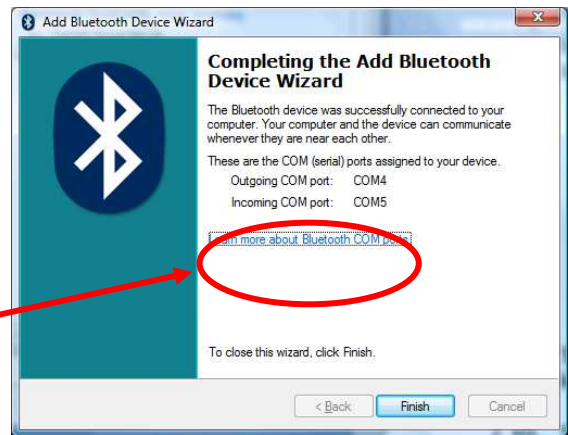 Add Bluetooth Device Wizard
Completing the Add Bluetooth
Device Wizard
The Bluetooth device was successfully connected to your
computer. Your computer and the device can communicate
whenever they are near each other.
These are the COM (serial) ports assigned to your device.
Outgoing COM port: COM4
Incoming COM port: COM5
Learn more about Bluetooth COM ports
To close this wizard, click Finish.
< Back Finish Cancel